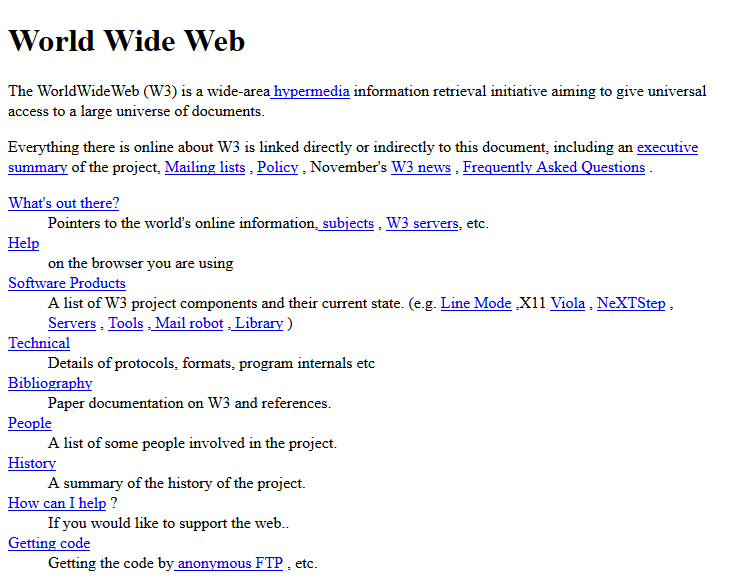 World Wide Web
The WorldWideWeb (W3) is a wide-area hypermedia information retrieval initiative aiming to give universal
access to a large universe of documents.
Everything there is online about W3 is linked directly or indirectly to this document, including an executive
summary of the project, Mailing lists , Policy , November's W3 news , Frequently Asked Questions .
What's out there?
Pointers to the world's online information, subjects , W3 servers, etc.
Help
on the browser you are using
Software Products
A list of W3 project components and their current state. (e.g. Line Mode ,X11 Viola , NeXTStep ,
Servers , Tools , Mail robot , Library )
Technical
Details of protocols, formats, program internals etc
Bibliography
Paper documentation on W3 and references.
People
A list of some people involved in the project.
History
A summary of the history of the project.
How can I help ?
If you would like to support the web..
Getting code
Getting the code by anonymous FTP , etc.